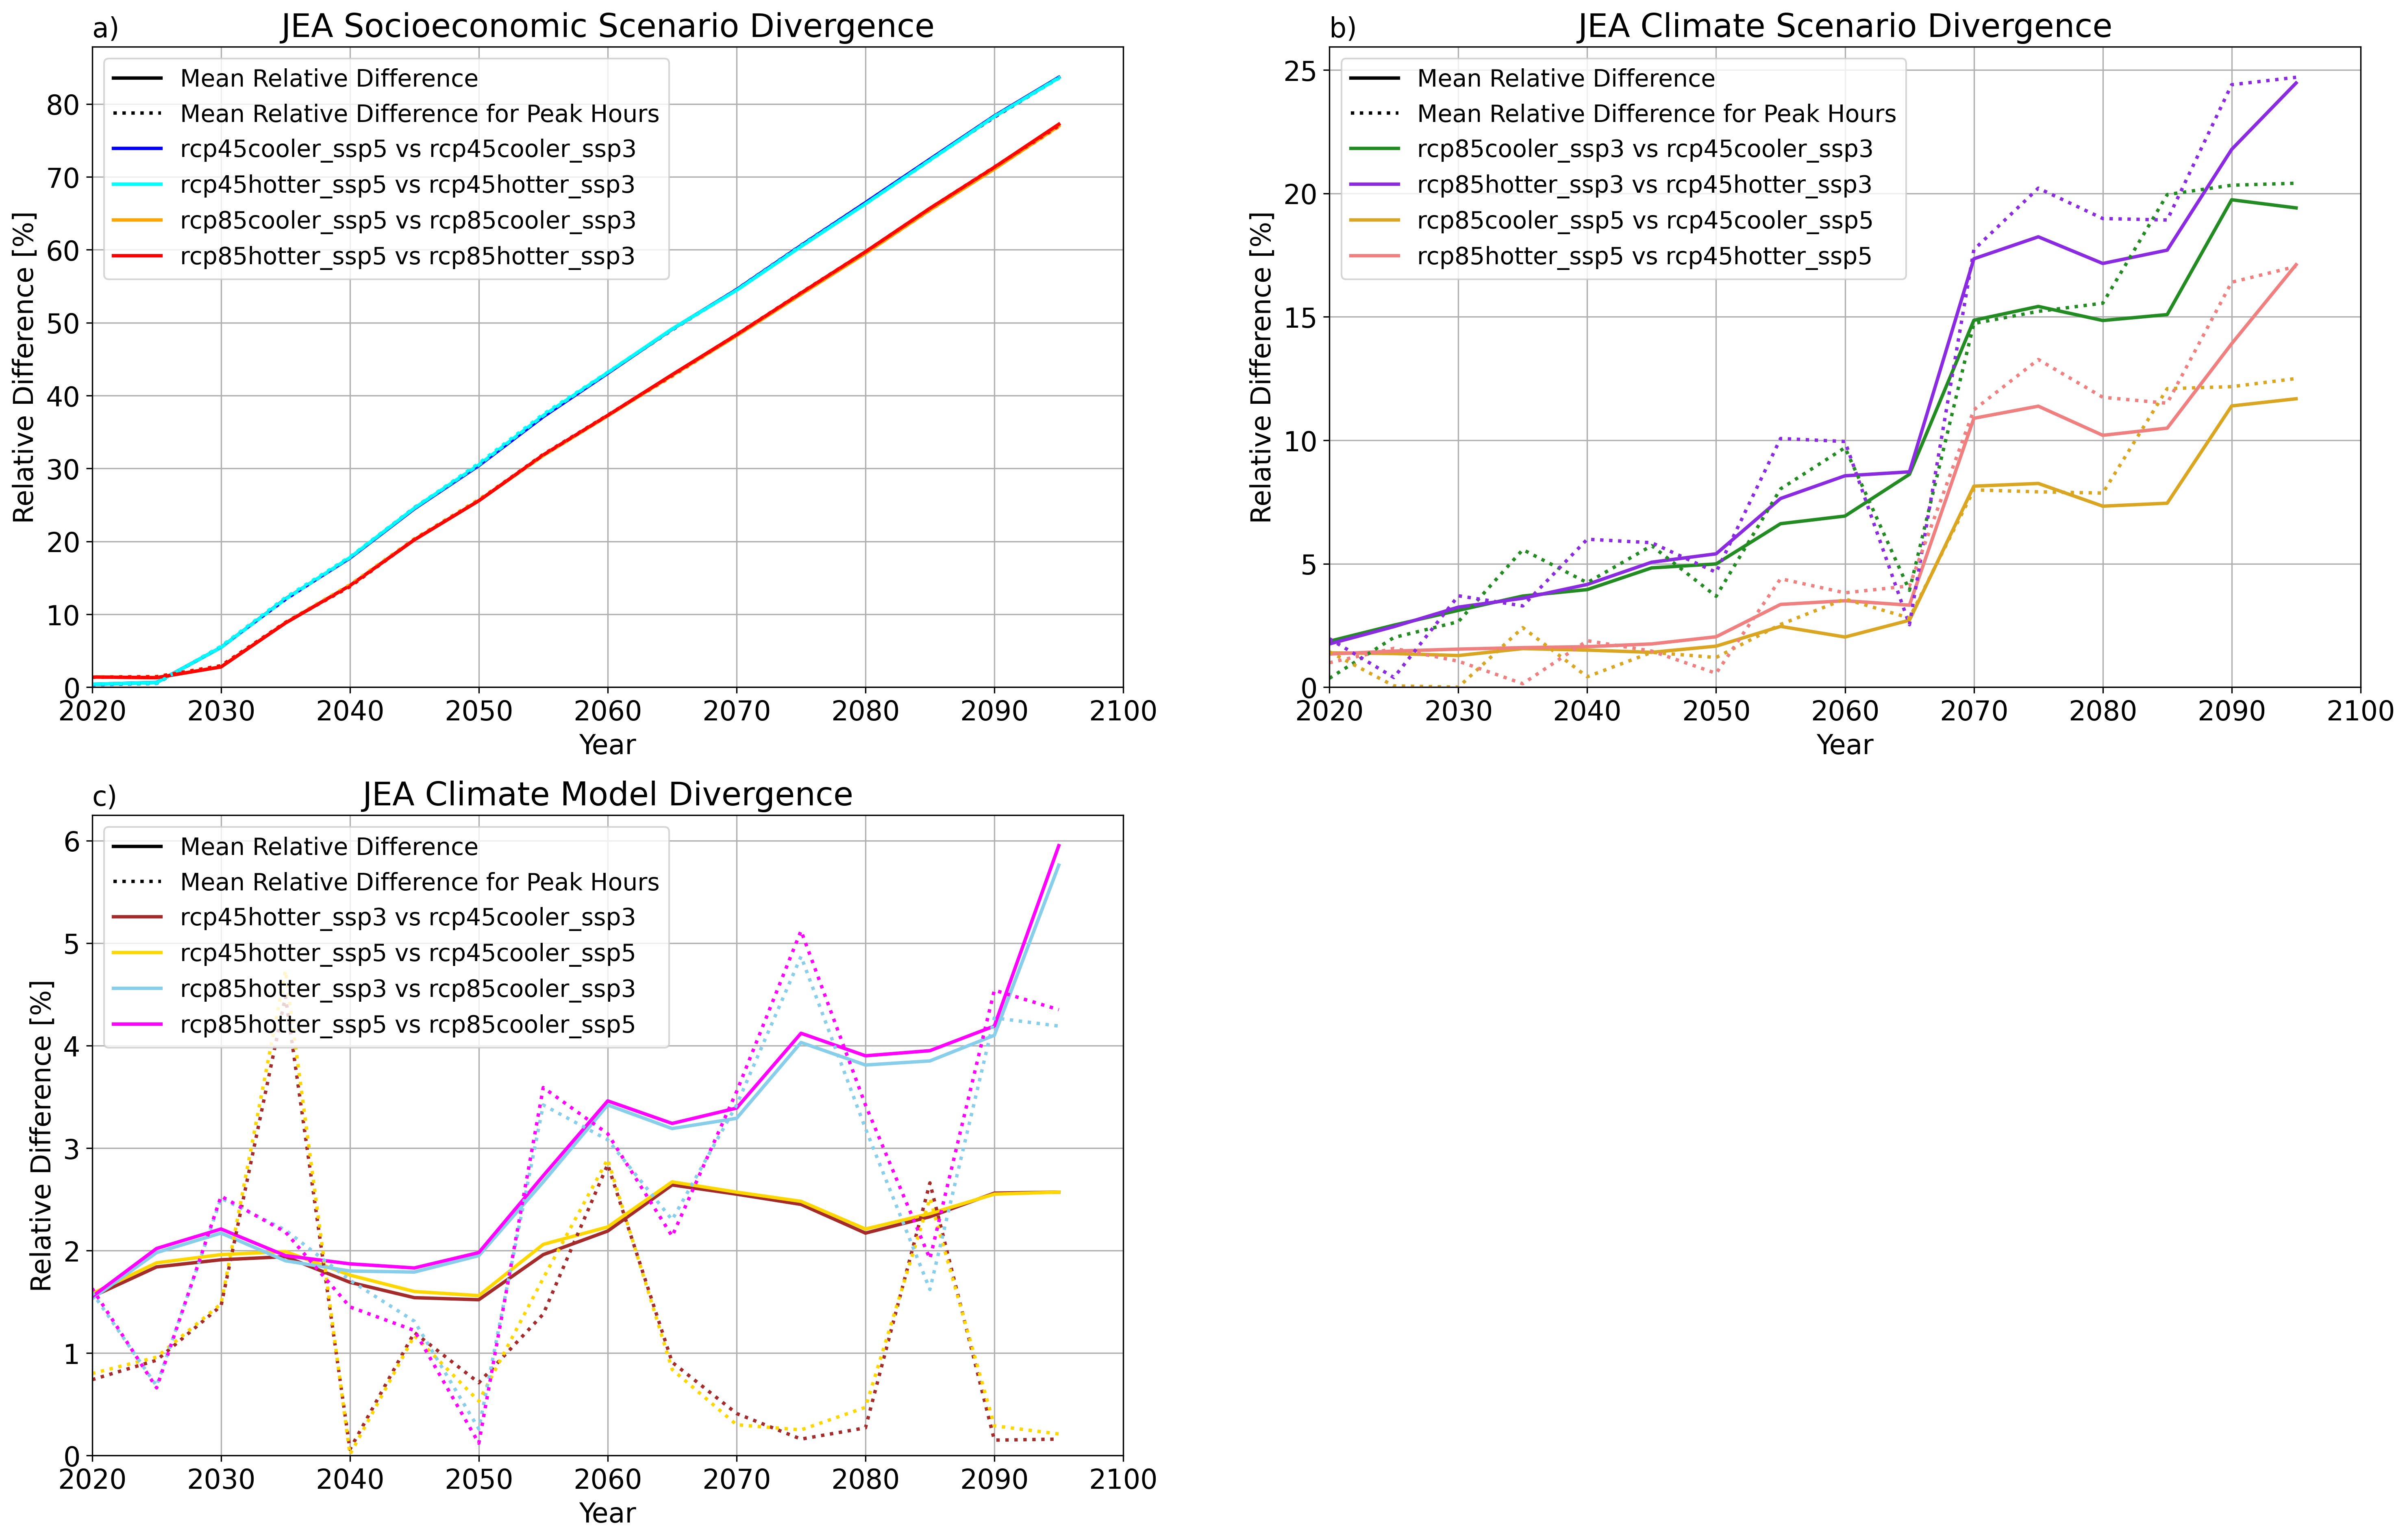 a)
JEA Socioeconomic Scenario Divergence
Mean Relative Difference
Mean Relative Difference for Peak Hours
rcp45cooler_ssp5 vs rcp45cooler_ssp3
rcp45hotter_ssp5 vs rcp45hotter_ssp3
rcp85cooler_ssp5 vs rcp85cooler_ssp3
rcp85hotter_ssp5 vs rcp85hotter_ssp3
Relative Difference [%]
80
70
60
50
40
30
20
10
0
2020 2030 2040 2050 2060 2070 2080 2090 2100
Year
b)
JEA Climate Scenario Divergence
Mean Relative Difference
Mean Relative Difference for Peak Hours
rcp85cooler_ssp3 vs rcp45cooler_ssp3
rcp85hotter_ssp3 vs rcp45hotter_ssp3
rcp85cooler_ssp5 vs rcp45cooler_ssp5
rcp85hotter_ssp5 vs rcp45hotter_ssp5
Relative Difference [%]
25
20
15
10
5
0
2020 2030 2040 2050 2060 2070 2080 2090 2100
Year
c)
JEA Climate Model Divergence
Mean Relative Difference
Mean Relative Difference for Peak Hours
rcp45hotter_ssp3 vs rcp45cooler_ssp3
rcp45hotter_ssp5 vs rcp45cooler_ssp5
rcp85hotter_ssp3 vs rcp85cooler_ssp3
rcp85hotter_ssp5 vs rcp85cooler_ssp5
Relative Difference [%]
6
5
4
3
2
1
0
2020 2030 2040 2050 2060 2070 2080 2090 2100
Year